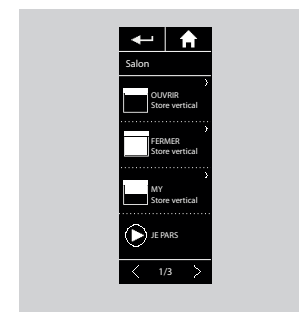 Salon
OUVRIR
Store vertical
FERMER
Store vertical
MY
Store vertical
JE PARS
1/3